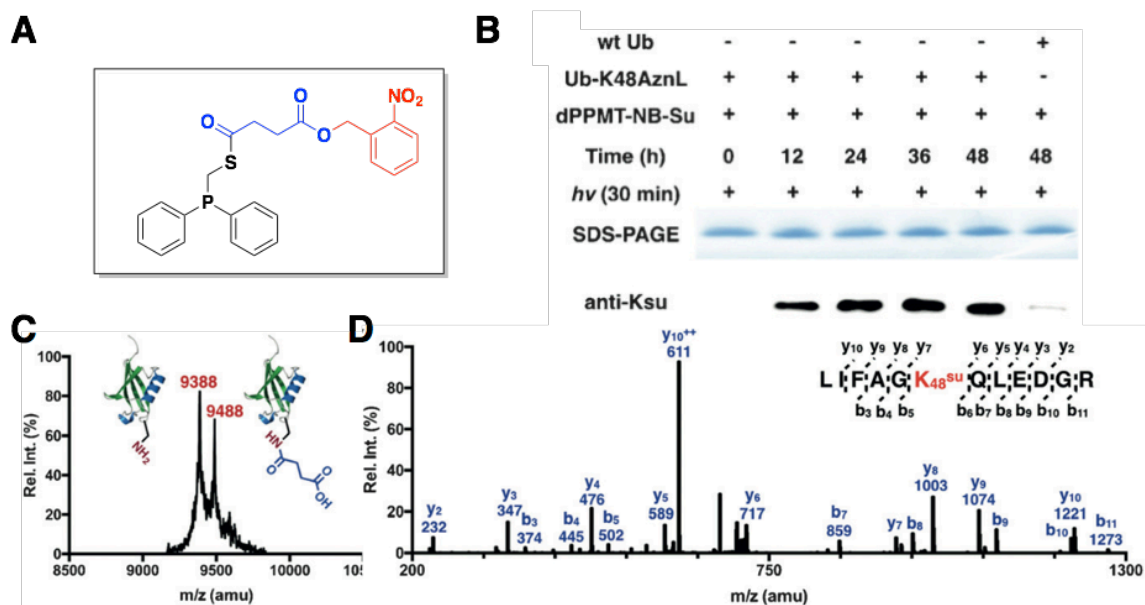 A
O
O
NO₂
O
S
P
B
wt Ub - - - - - +
Ub-K48AznL + + + + + -
dPPMT-NB-Su + + + + + +
Time (h) 0 12 24 36 48 48
hv (30 min) + + + + + +
SDS-PAGE
anti-Ksu
C
Rel. Int. (%)
100
80
60
40
20
0
9388
9488
NH₂
HN
O
O
OH
8500 9000 9500 10000 105
m/z (amu)
D
Rel. Int. (%)
100
80
60
40
20
0
y₂
232
y₃
347
b₃
374
b₄
445
y₄
476
b₅
502
y₅
589
y₁₀⁺⁺
611
y₆
717
b₇
859
y₇
b₈
y₈
1003
y₉
1074
b₉
b₁₀
y₁₀
1221
b₁₁
1273
y₁₀ y₉ y₈ y₇ y₆ y₅ y₄ y₃ y₂
L I F A G K₄₈ˢᵘ Q L E D G R
b₃ b₄ b₅ b₆ b₇ b₈ b₉ b₁₀ b₁₁
200 750 1300
m/z (amu)